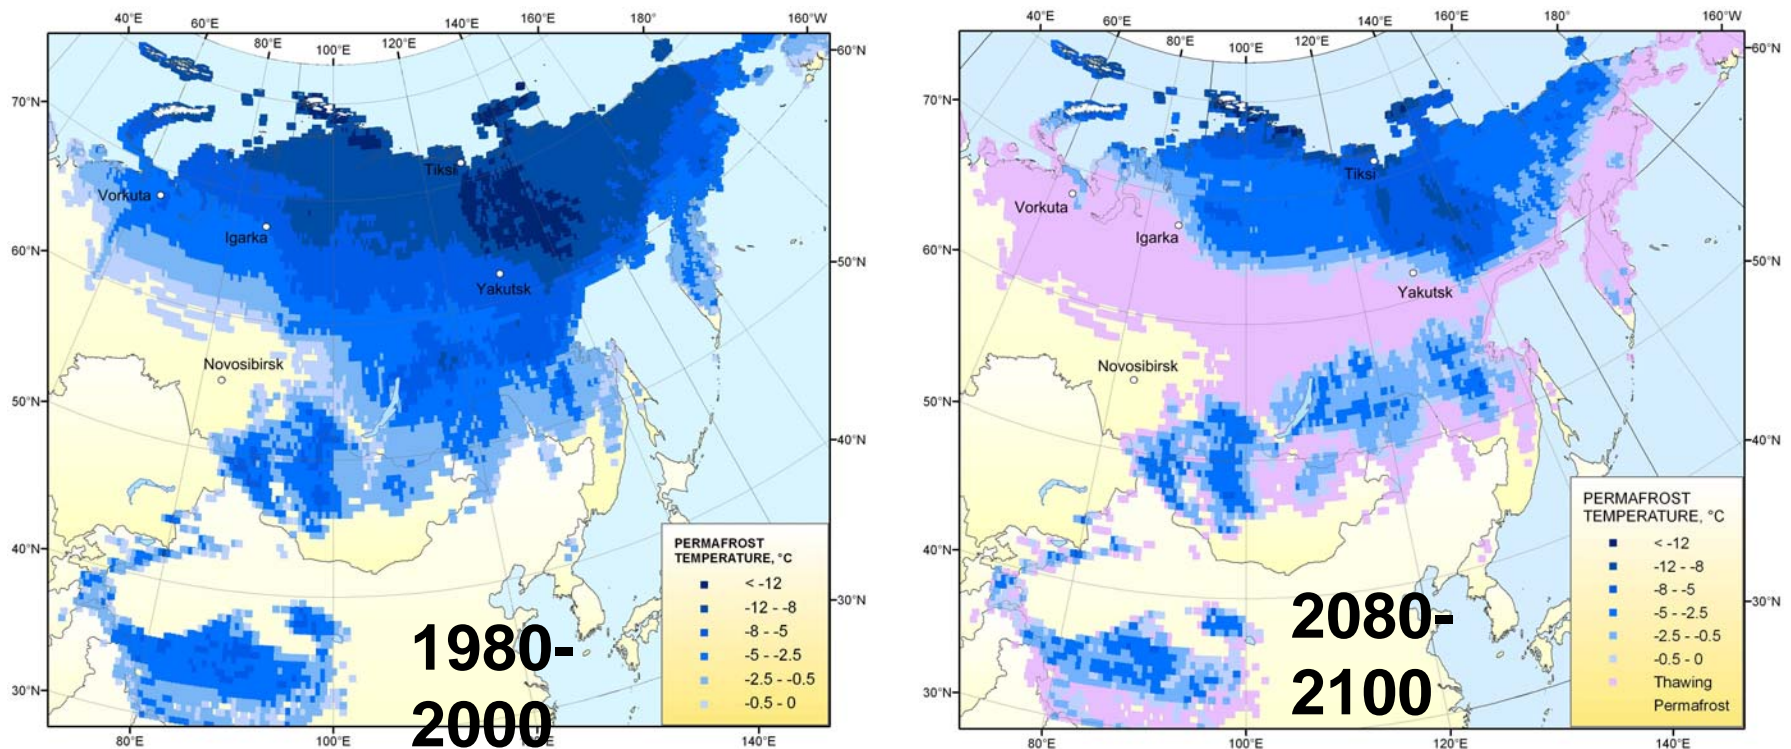 40°E 60°E 80°E 100°E 120°E 140°E 160°E 180° 160°W
60°N
70°N
60°N
50°N
50°N
40°N
40°N
30°N
30°N
80°E 100°E 140°E
Tiksi
Vorkuta
Igarka
Yakutsk
Novosibirsk
PERMAFROST
TEMPERATURE, °C
< -12
-12 - -8
-8 - -5
-5 - -2.5
-2.5 - -0.5
-0.5 - 0
1980-
2000
40°E 60°E 80°E 100°E 120°E 140°E 160°E 180° 160°W
60°N
70°N
60°N
50°N
50°N
40°N
40°N
30°N
30°N
80°E 100°E 120°E 140°E
Tiksi
Vorkuta
Igarka
Yakutsk
Novosibirsk
PERMAFROST
TEMPERATURE, °C
< -12
-12 - -8
-8 - -5
-5 - -2.5
-2.5 - -0.5
-0.5 - 0
Thawing
Permafrost
2080-
2100